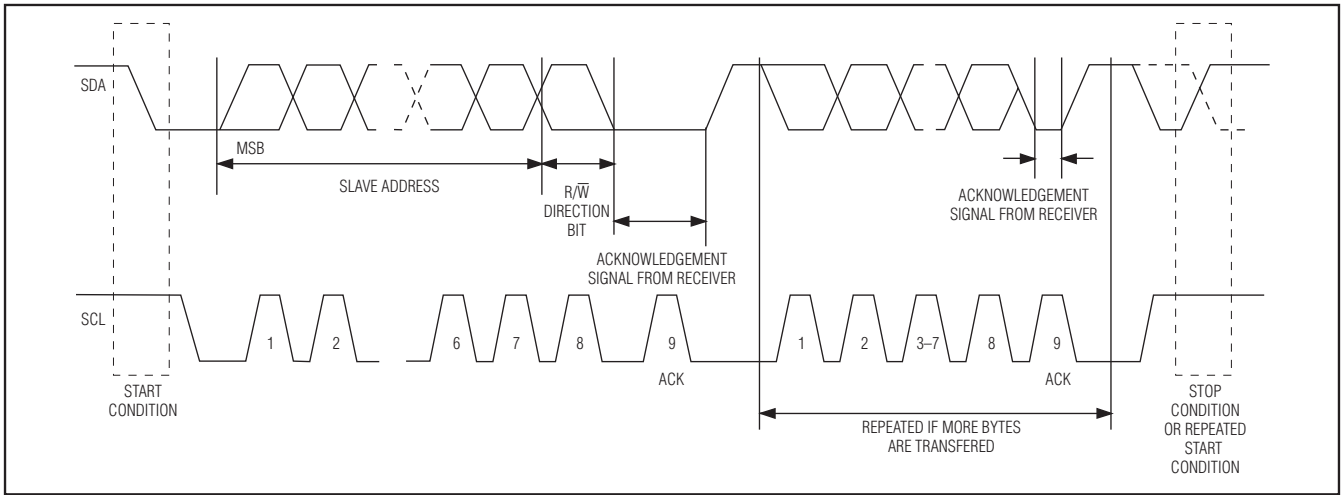 SDA
MSB
SLAVE ADDRESS
R/W̅
DIRECTION
BIT
ACKNOWLEDGEMENT
SIGNAL FROM RECEIVER
ACKNOWLEDGEMENT
SIGNAL FROM RECEIVER
SCL
1 2 6 7 8 9 1 2 3–7 8 9
ACK
ACK
START
CONDITION
REPEATED IF MORE BYTES
ARE TRANSFERED
STOP
CONDITION
OR REPEATED
START
CONDITION